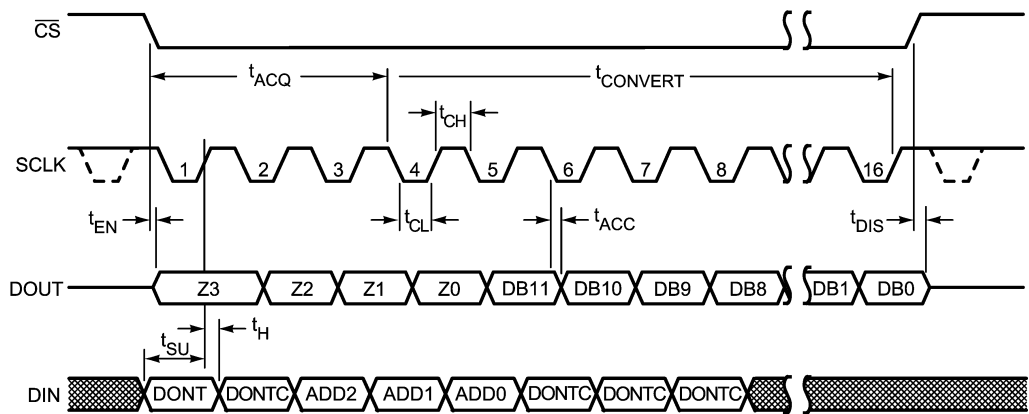 CS
tACQ
tCONVERT
tCH
SCLK
1 2 3 4 5 6 7 8 16
tEN
tCL
tACC
tDIS
DOUT
Z3 Z2 Z1 Z0 DB11 DB10 DB9 DB8 DB1 DB0
tSU
tH
DIN
DONT DONTC ADD2 ADD1 ADD0 DONTC DONTC DONTC